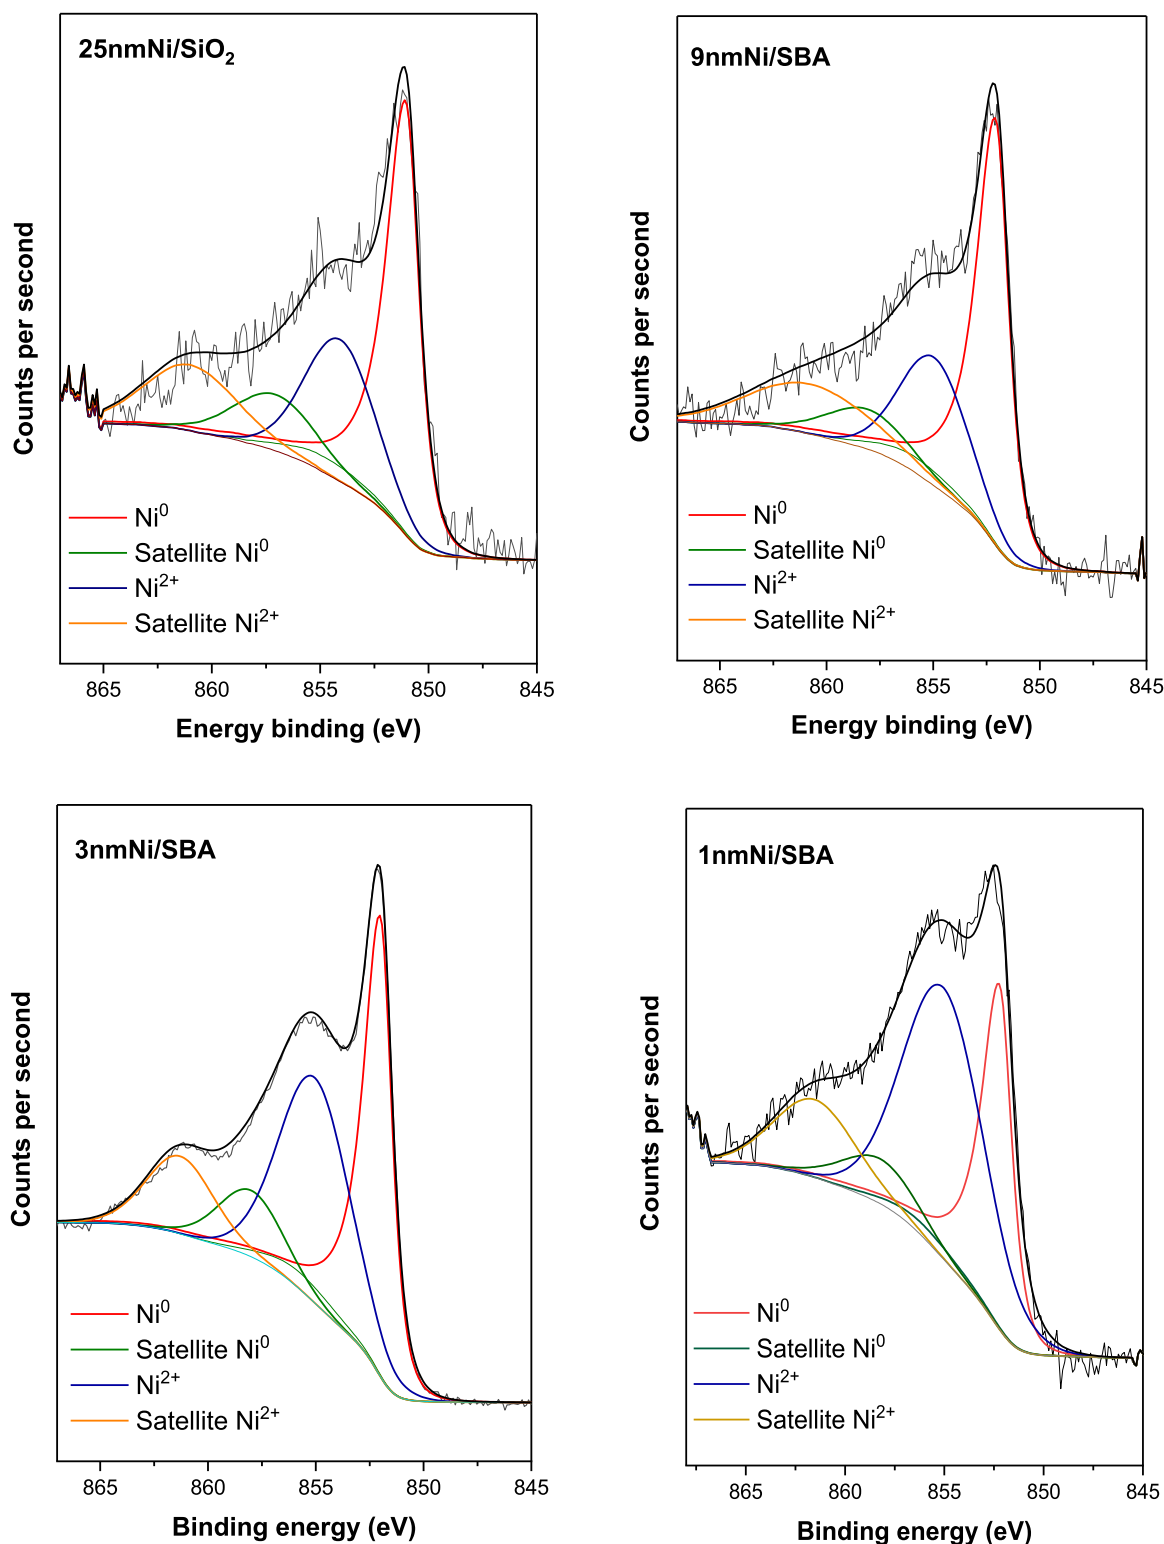 25nmNi/SiO₂
Counts per second
Ni⁰
Satellite Ni⁰
Ni²⁺
Satellite Ni²⁺
865 860 855 850 845
Energy binding (eV)
9nmNi/SBA
Counts per second
Ni⁰
Satellite Ni⁰
Ni²⁺
Satellite Ni²⁺
865 860 855 850 845
Energy binding (eV)
3nmNi/SBA
Counts per second
Ni⁰
Satellite Ni⁰
Ni²⁺
Satellite Ni²⁺
865 860 855 850 845
Binding energy (eV)
1nmNi/SBA
Counts per second
Ni⁰
Satellite Ni⁰
Ni²⁺
Satellite Ni²⁺
865 860 855 850 845
Binding energy (eV)